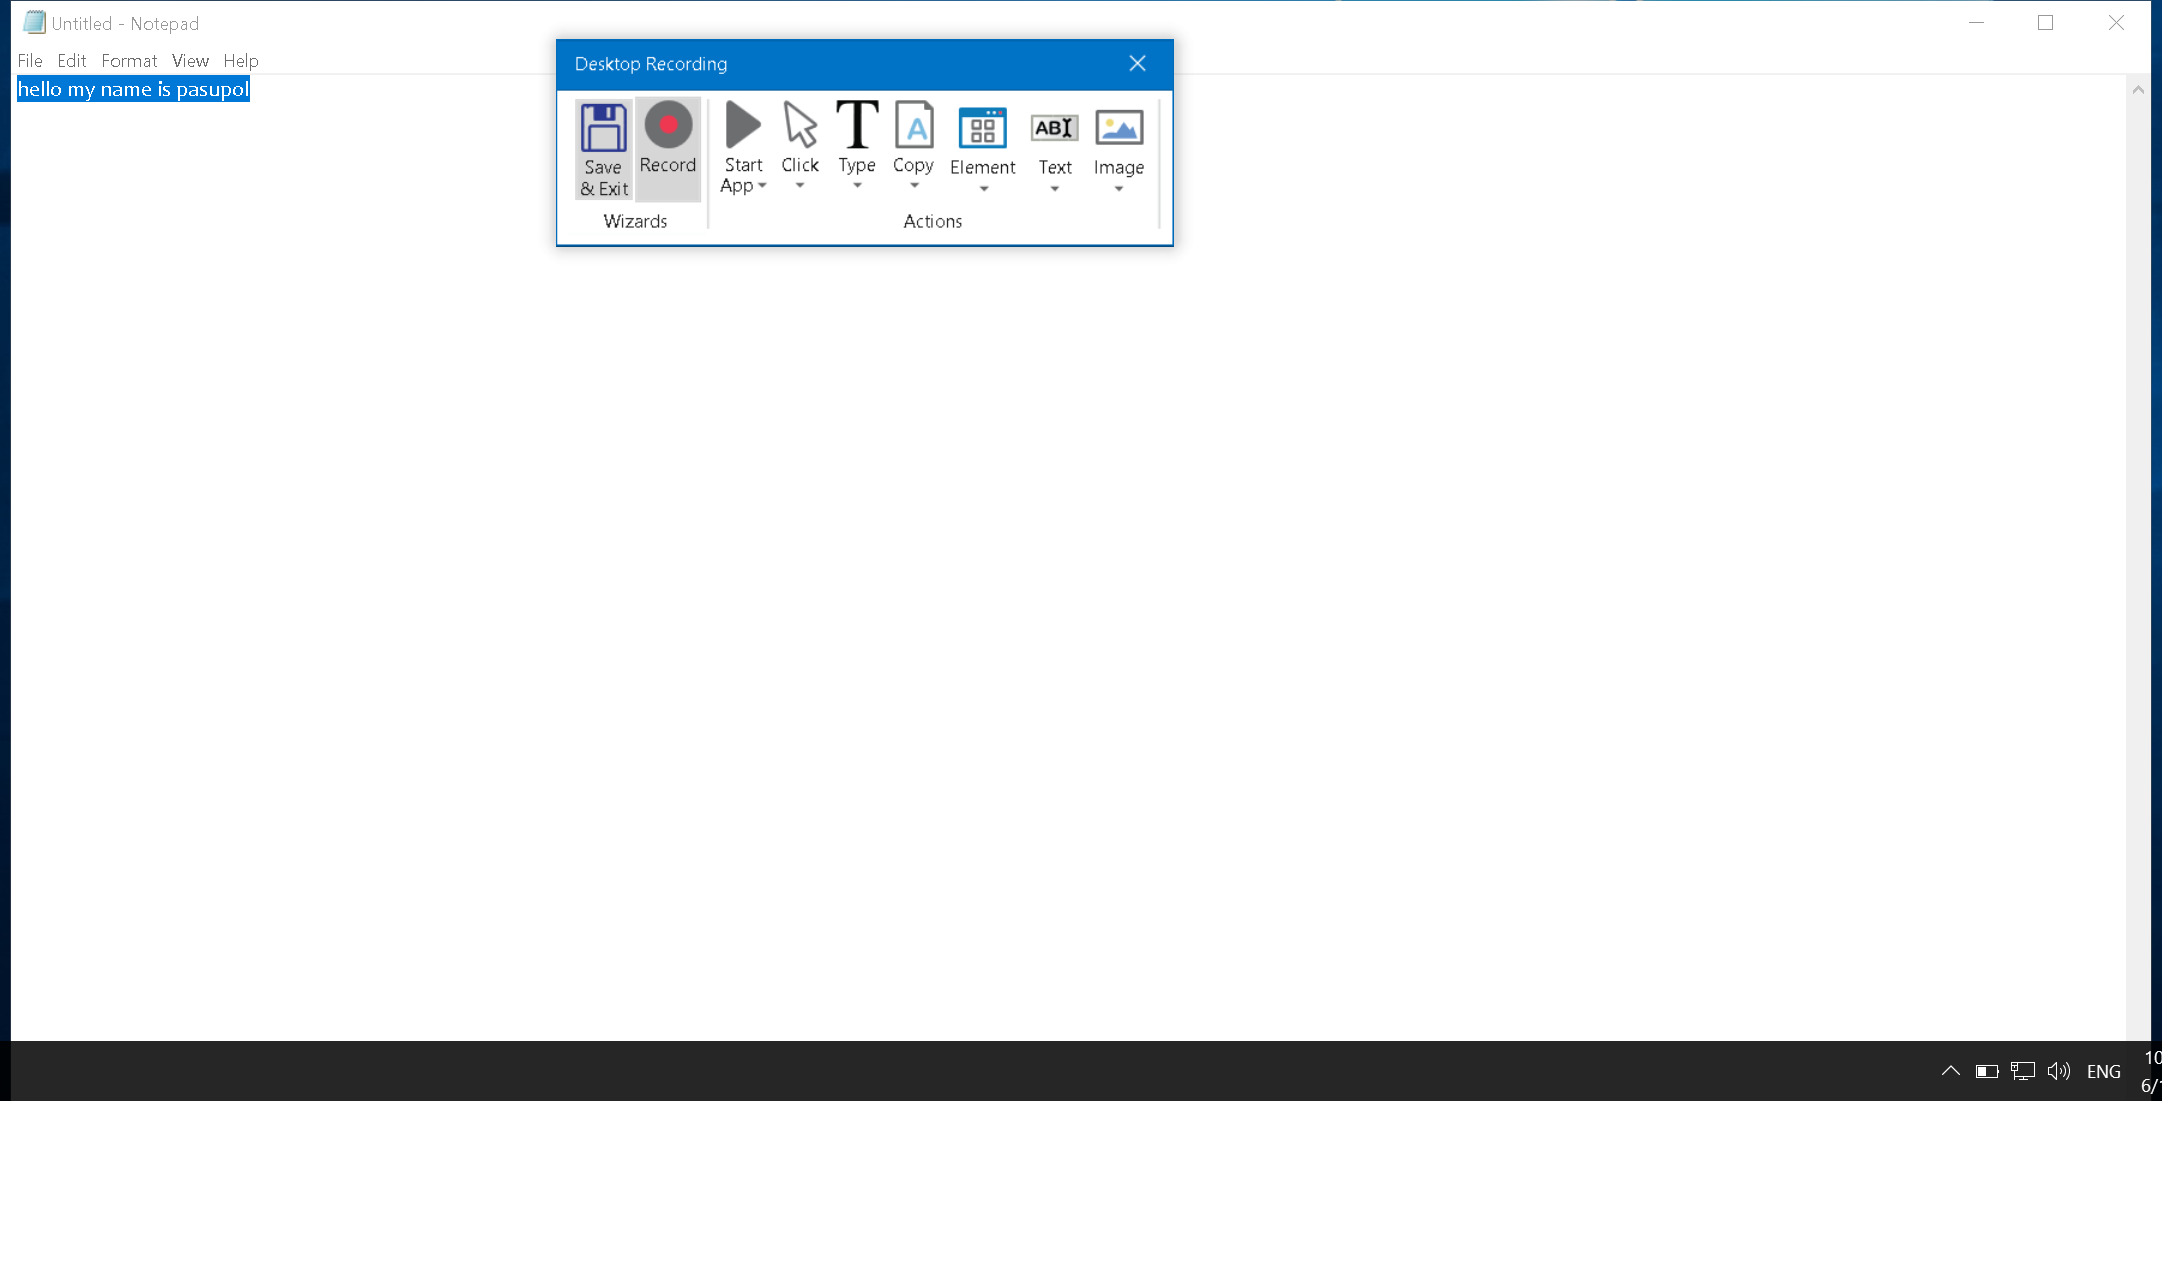 Untitled - Notepad
File Edit Format View Help
hello my name is pasupol
Desktop Recording
Save & Exit
Record
Start App
Click
Type
Copy
Element
Text
Image
Wizards
Actions
A
ABI
ENG
10
6/